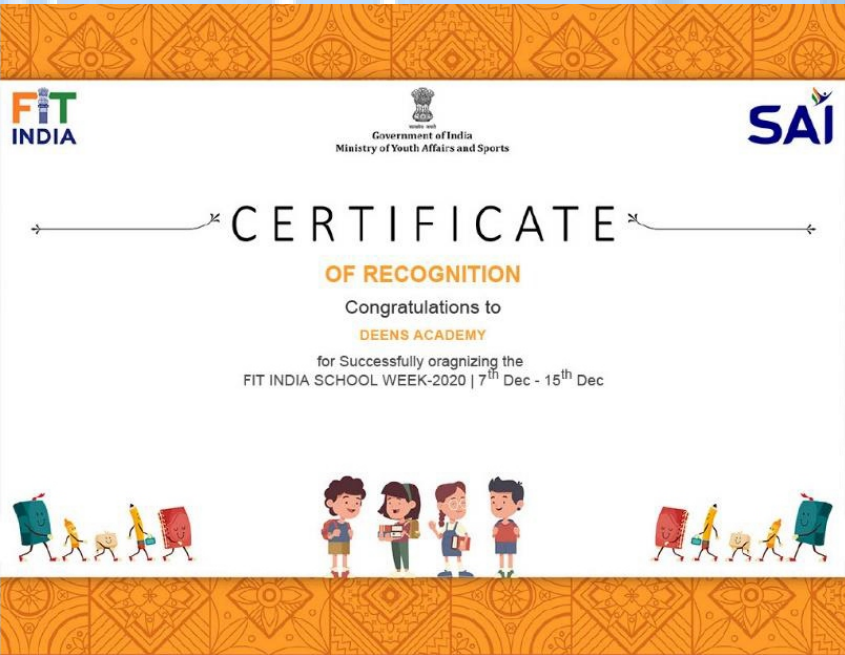 FIT
INDIA
Government of India
Ministry of Youth Affairs and Sports
SAI
CERTIFICATE
OF RECOGNITION
Congratulations to
DEENS ACADEMY
for Successfully oragnizing the
FIT INDIA SCHOOL WEEK-2020 | 7th Dec - 15th Dec